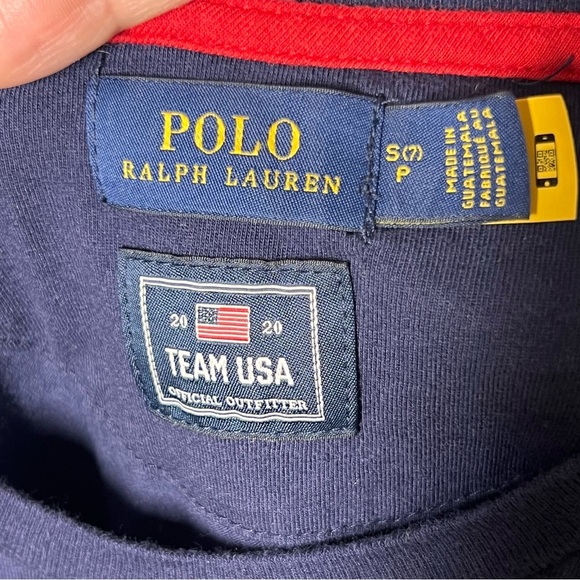 POLO
RALPH LAUREN
S(7)
P
MADE IN
GUATEMALA
FABRIQUÉ AU
GUATEMALA
20 20
TEAM USA
OFFICIAL OUTFITTER